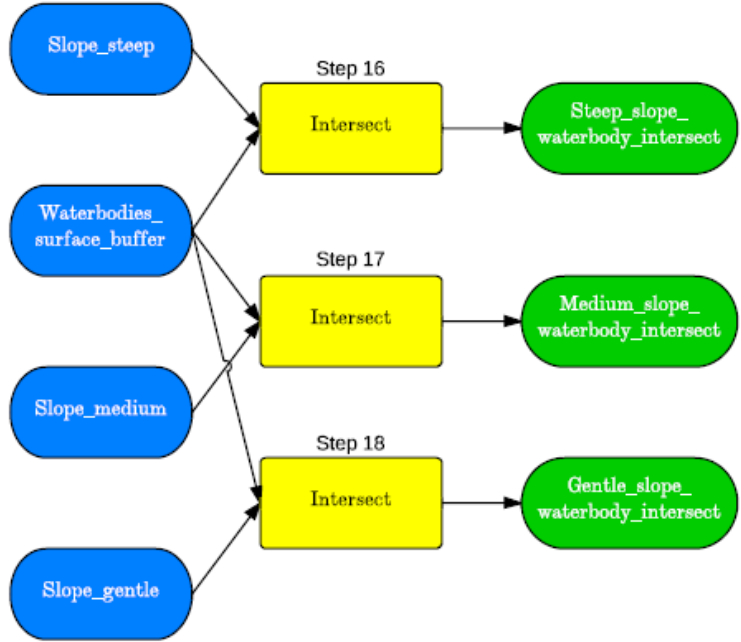 Slope_steep
Step 16
Intersect
Steep_slope_
waterbody_intersect
Waterbodies_
surface_buffer
Step 17
Intersect
Medium_slope_
waterbody_intersect
Slope_medium
Step 18
Intersect
Gentle_slope_
waterbody_intersect
Slope_gentle